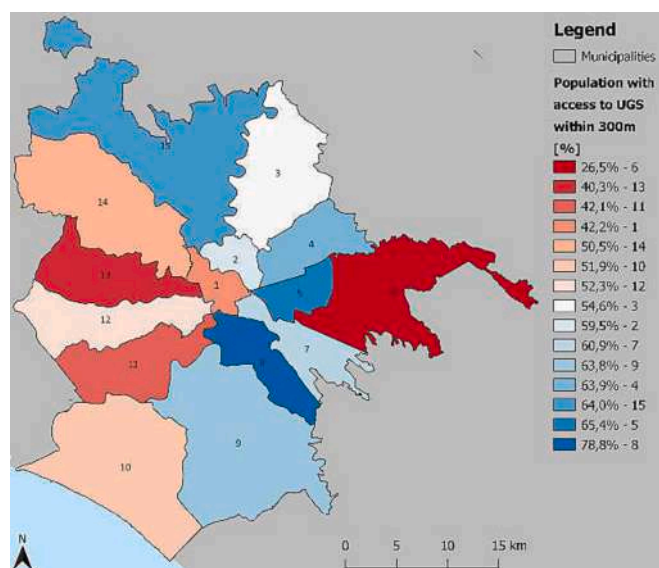 Legend
Municipalities
Population with
access to UGS
within 300m
[%]
26,5% - 6
40,3% - 13
42,1% - 11
42,2% - 1
50,5% - 14
51,9% - 10
52,3% - 12
54,6% - 3
59,5% - 2
60,9% - 7
63,8% - 9
63,9% - 4
64,0% - 15
65,4% - 5
78,8% - 8
15
3
14
4
2
13
1
5
6
12
7
8
11
9
10
N
0 5 10 15 km